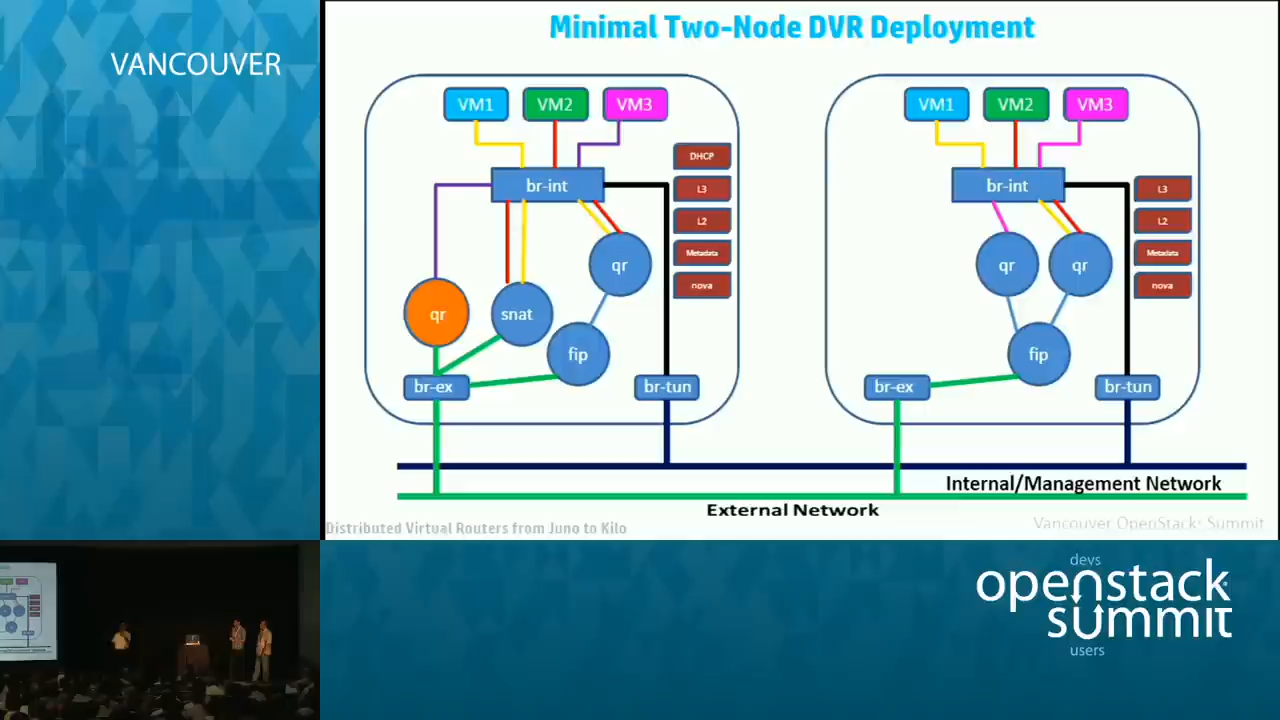 VANCOUVER
Minimal Two-Node DVR Deployment
VM1
VM2
VM3
br-int
DHCP
L3
L2
Metadata
nova
qr
qr
snat
fip
br-ex
br-tun
VM1
VM2
VM3
br-int
L3
L2
Metadata
nova
qr
qr
fip
br-ex
br-tun
Internal/Management Network
External Network
Distributed Virtual Routers from Juno to Kilo
Vancouver OpenStack Summit
devs
openstack
summit
users